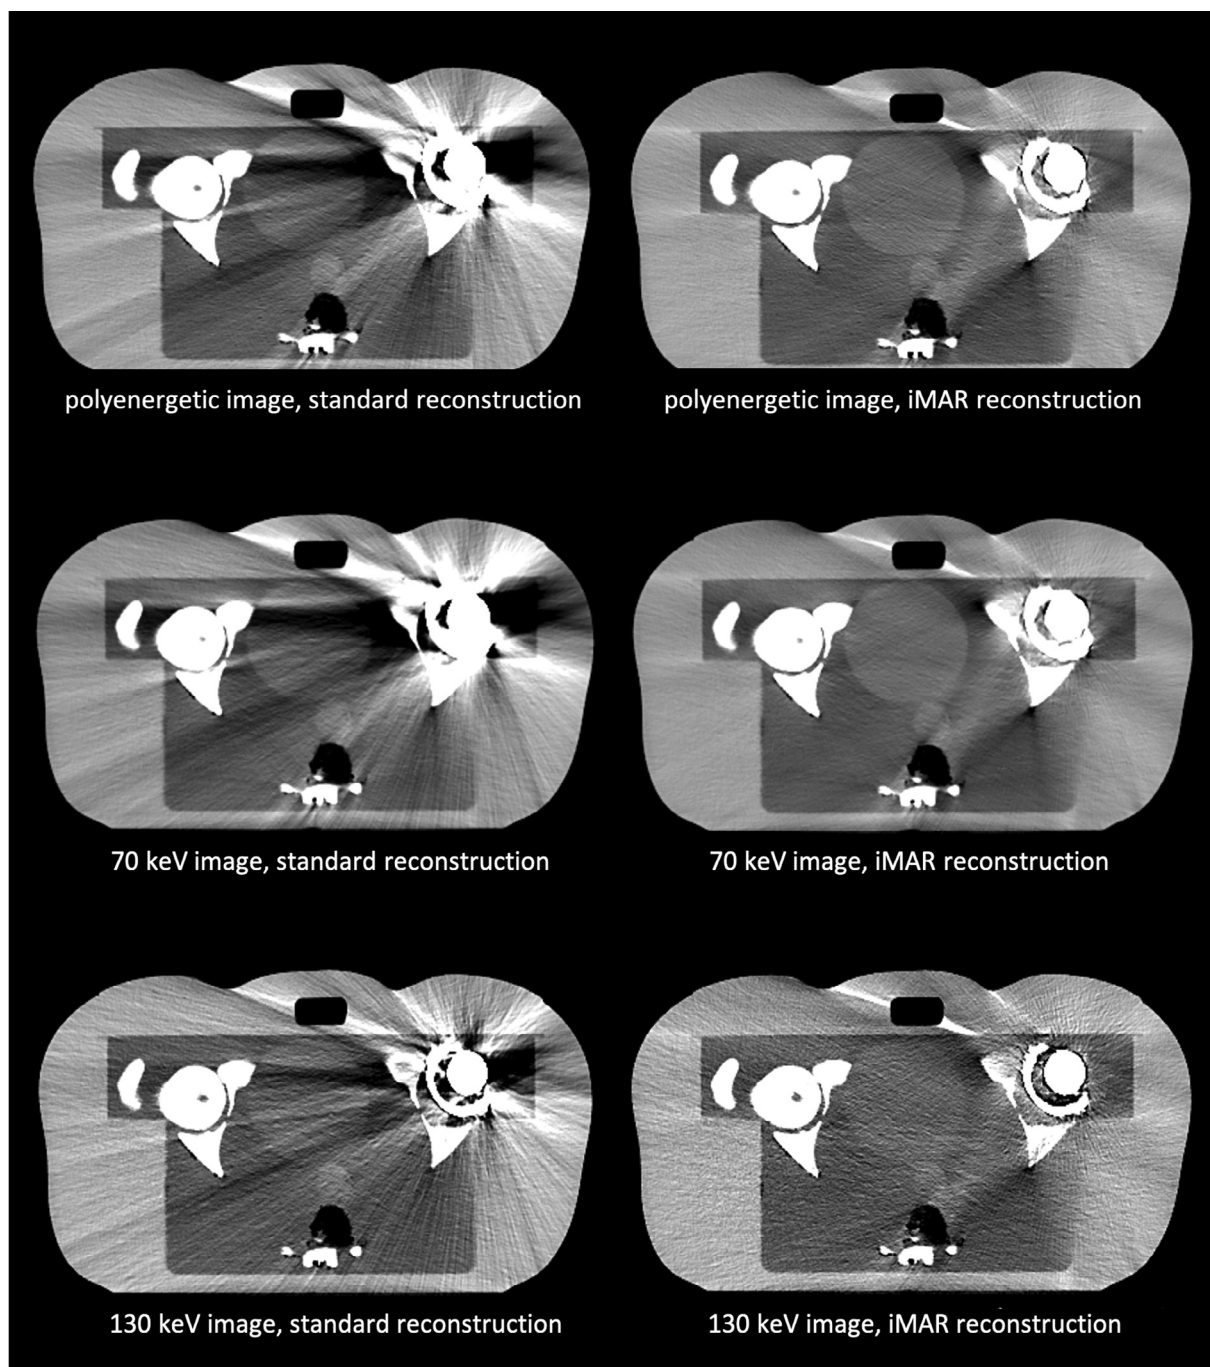 polyenergetic image, standard reconstruction
polyenergetic image, iMAR reconstruction
70 keV image, standard reconstruction
70 keV image, iMAR reconstruction
130 keV image, standard reconstruction
130 keV image, iMAR reconstruction